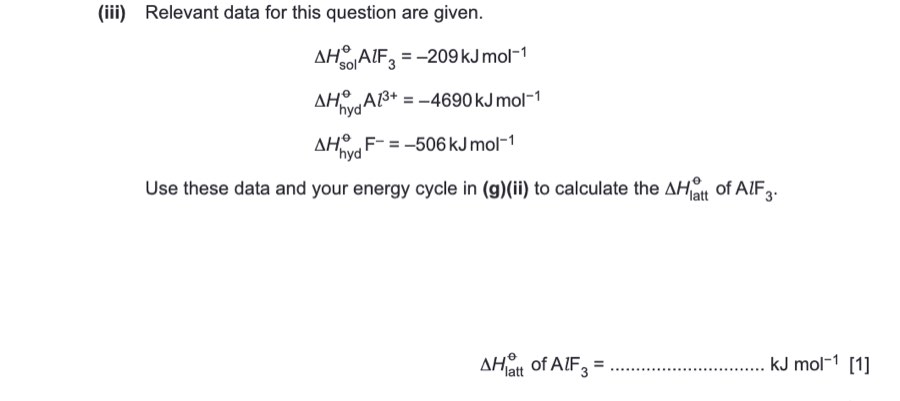 (iii) Relevant data for this question are given.
ΔH⦵sol AlF₃ = –209 kJ mol⁻¹
ΔH⦵hyd Al³⁺ = –4690 kJ mol⁻¹
ΔH⦵hyd F⁻ = –506 kJ mol⁻¹
Use these data and your energy cycle in (g)(ii) to calculate the ΔH⦵latt of AlF₃.
ΔH⦵latt of AlF₃ = .............................. kJ mol⁻¹ [1]